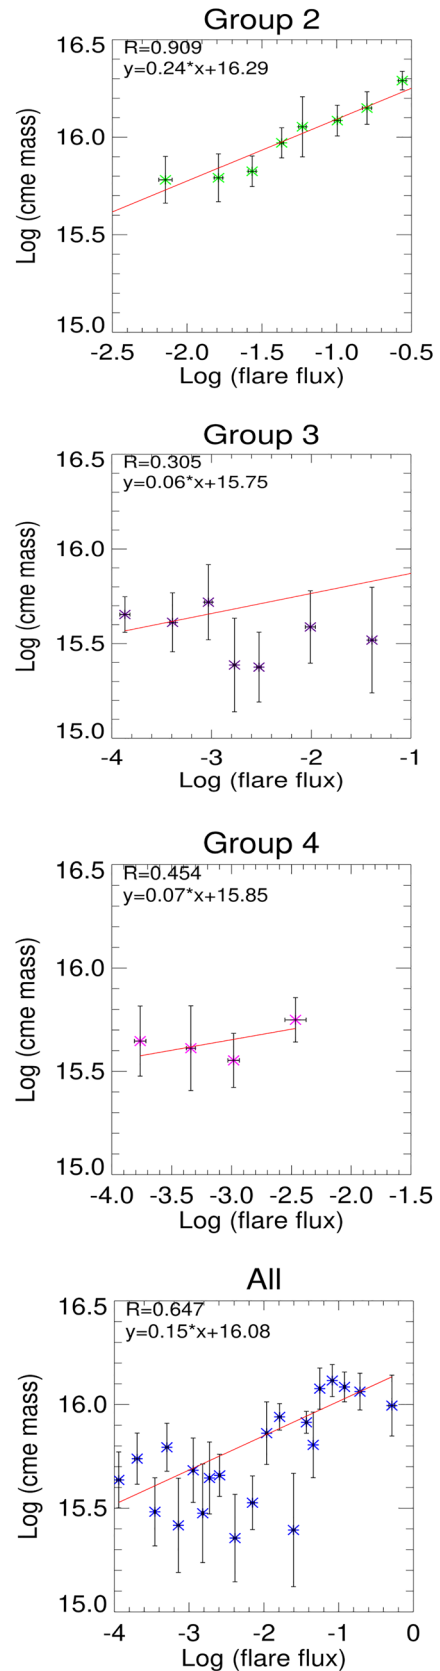 Group 2
R=0.909
y=0.24*x+16.29
16.5
16.0
15.5
15.0
Log (cme mass)
-2.5 -2.0 -1.5 -1.0 -0.5
Log (flare flux)
Group 3
R=0.305
y=0.06*x+15.75
16.5
16.0
15.5
15.0
Log (cme mass)
-4 -3 -2 -1
Log (flare flux)
Group 4
R=0.454
y=0.07*x+15.85
16.5
16.0
15.5
15.0
Log (cme mass)
-4.0 -3.5 -3.0 -2.5 -2.0 -1.5
Log (flare flux)
All
R=0.647
y=0.15*x+16.08
16.5
16.0
15.5
15.0
Log (cme mass)
-4 -3 -2 -1 0
Log (flare flux)